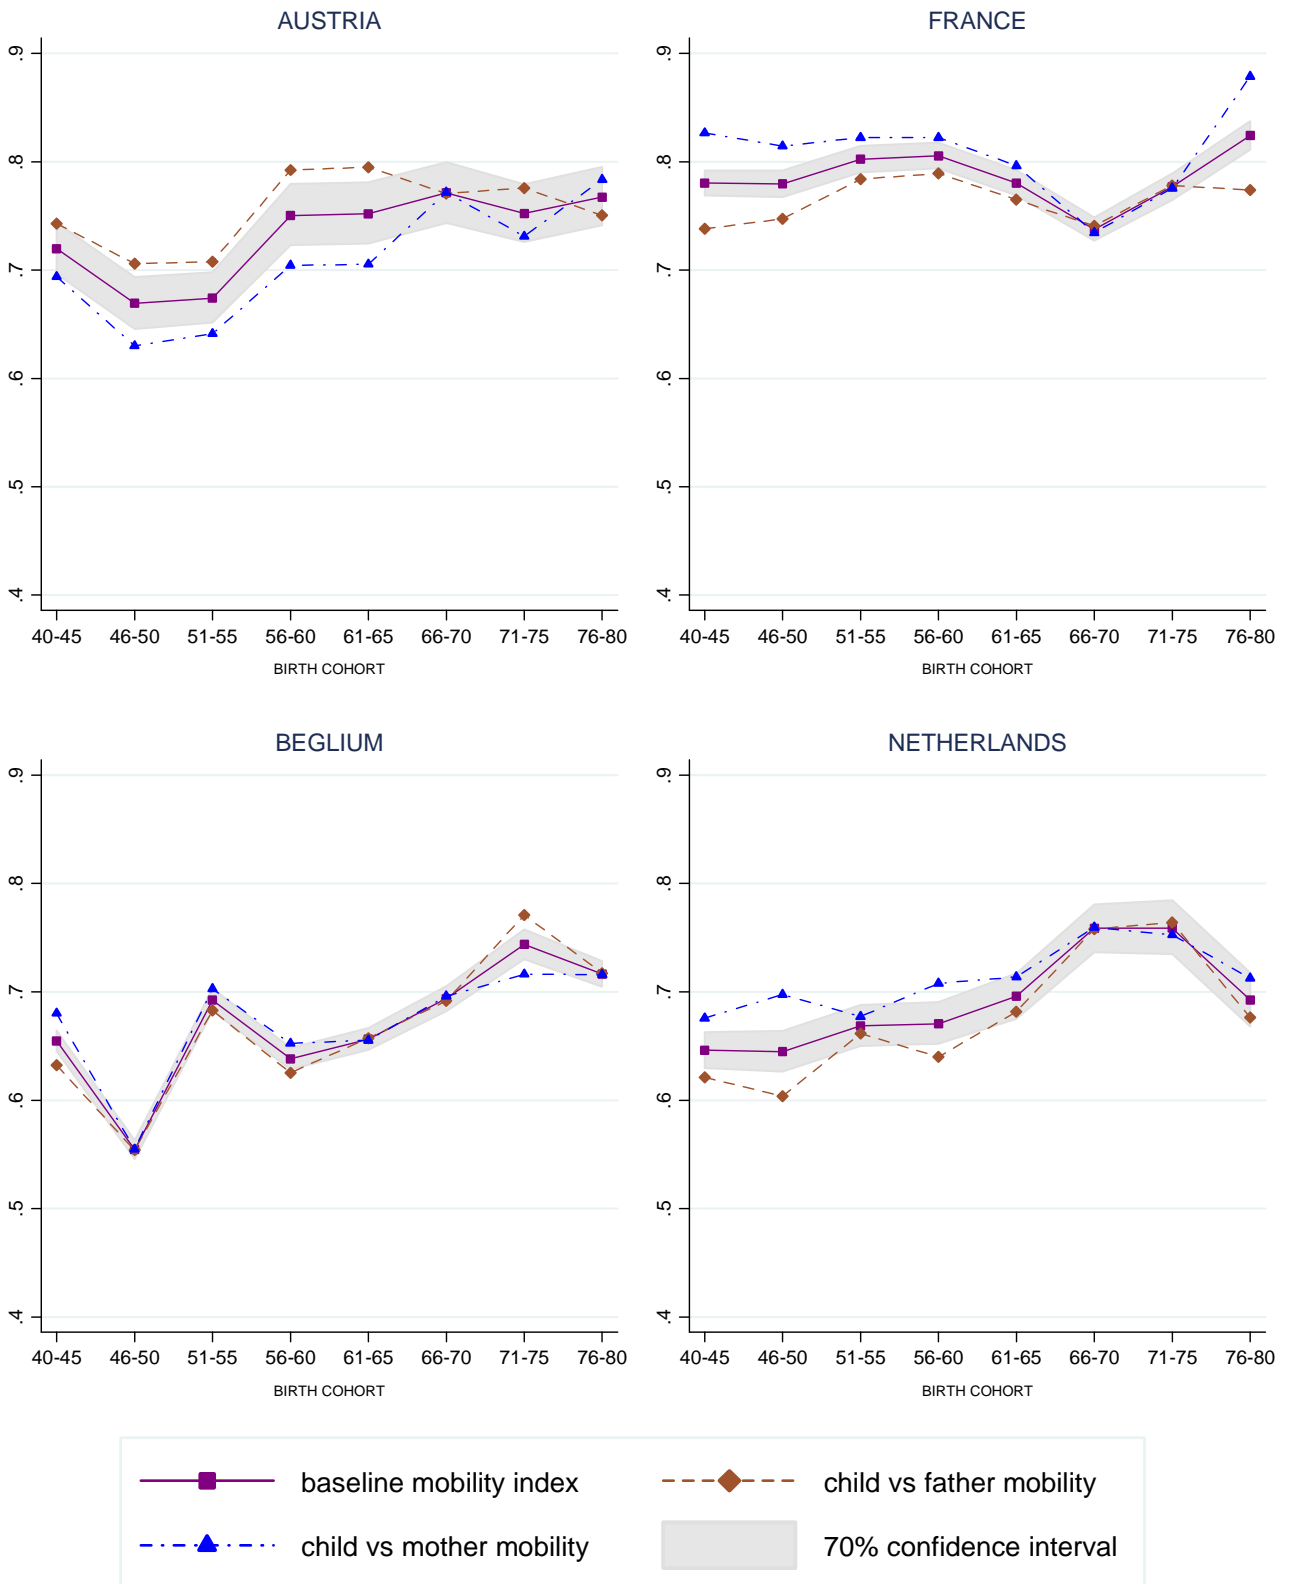 AUSTRIA
.9
.8
.7
.6
.5
.4
40-45 46-50 51-55 56-60 61-65 66-70 71-75 76-80
BIRTH COHORT
FRANCE
.9
.8
.7
.6
.5
.4
40-45 46-50 51-55 56-60 61-65 66-70 71-75 76-80
BIRTH COHORT
BEGLIUM
.9
.8
.7
.6
.5
.4
40-45 46-50 51-55 56-60 61-65 66-70 71-75 76-80
BIRTH COHORT
NETHERLANDS
.9
.8
.7
.6
.5
.4
40-45 46-50 51-55 56-60 61-65 66-70 71-75 76-80
BIRTH COHORT
baseline mobility index
child vs father mobility
child vs mother mobility
70% confidence interval